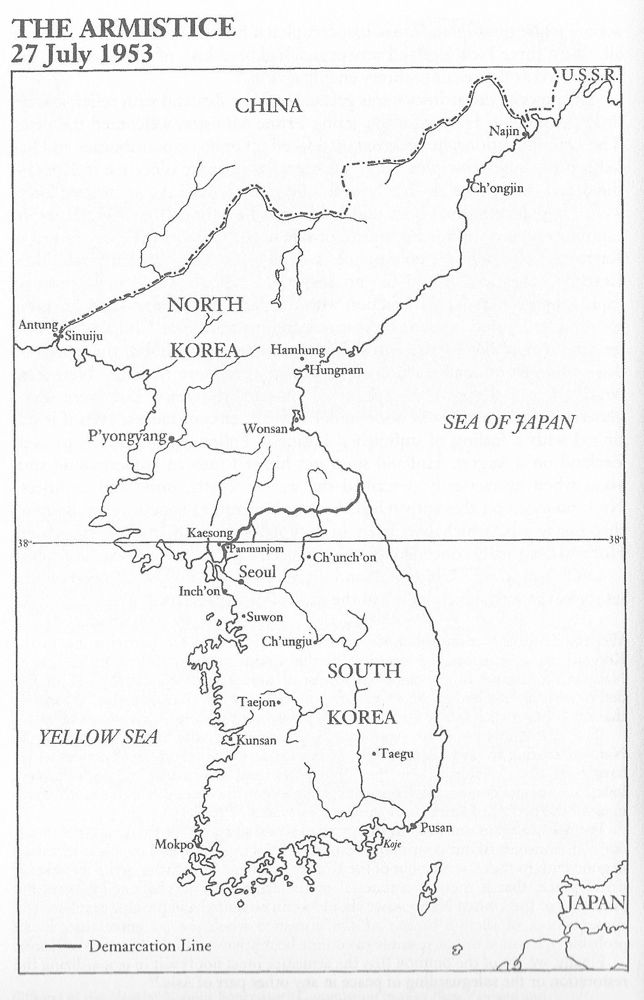 THE ARMISTICE
27 July 1953
U.S.S.R.
CHINA
Najin
Ch'ongjin
NORTH
KOREA
Antung
Sinuiju
Hamhung
Hungnam
SEA OF JAPAN
Wonsan
P'yongyang
Kaesong
38°
38°
Panmunjom
Ch'unch'on
Seoul
Inch'on
Suwon
Ch'ungju
SOUTH
KOREA
Taejon
YELLOW SEA
Kunsan
Taegu
Pusan
Mokpo
Koje
JAPAN
Demarcation Line